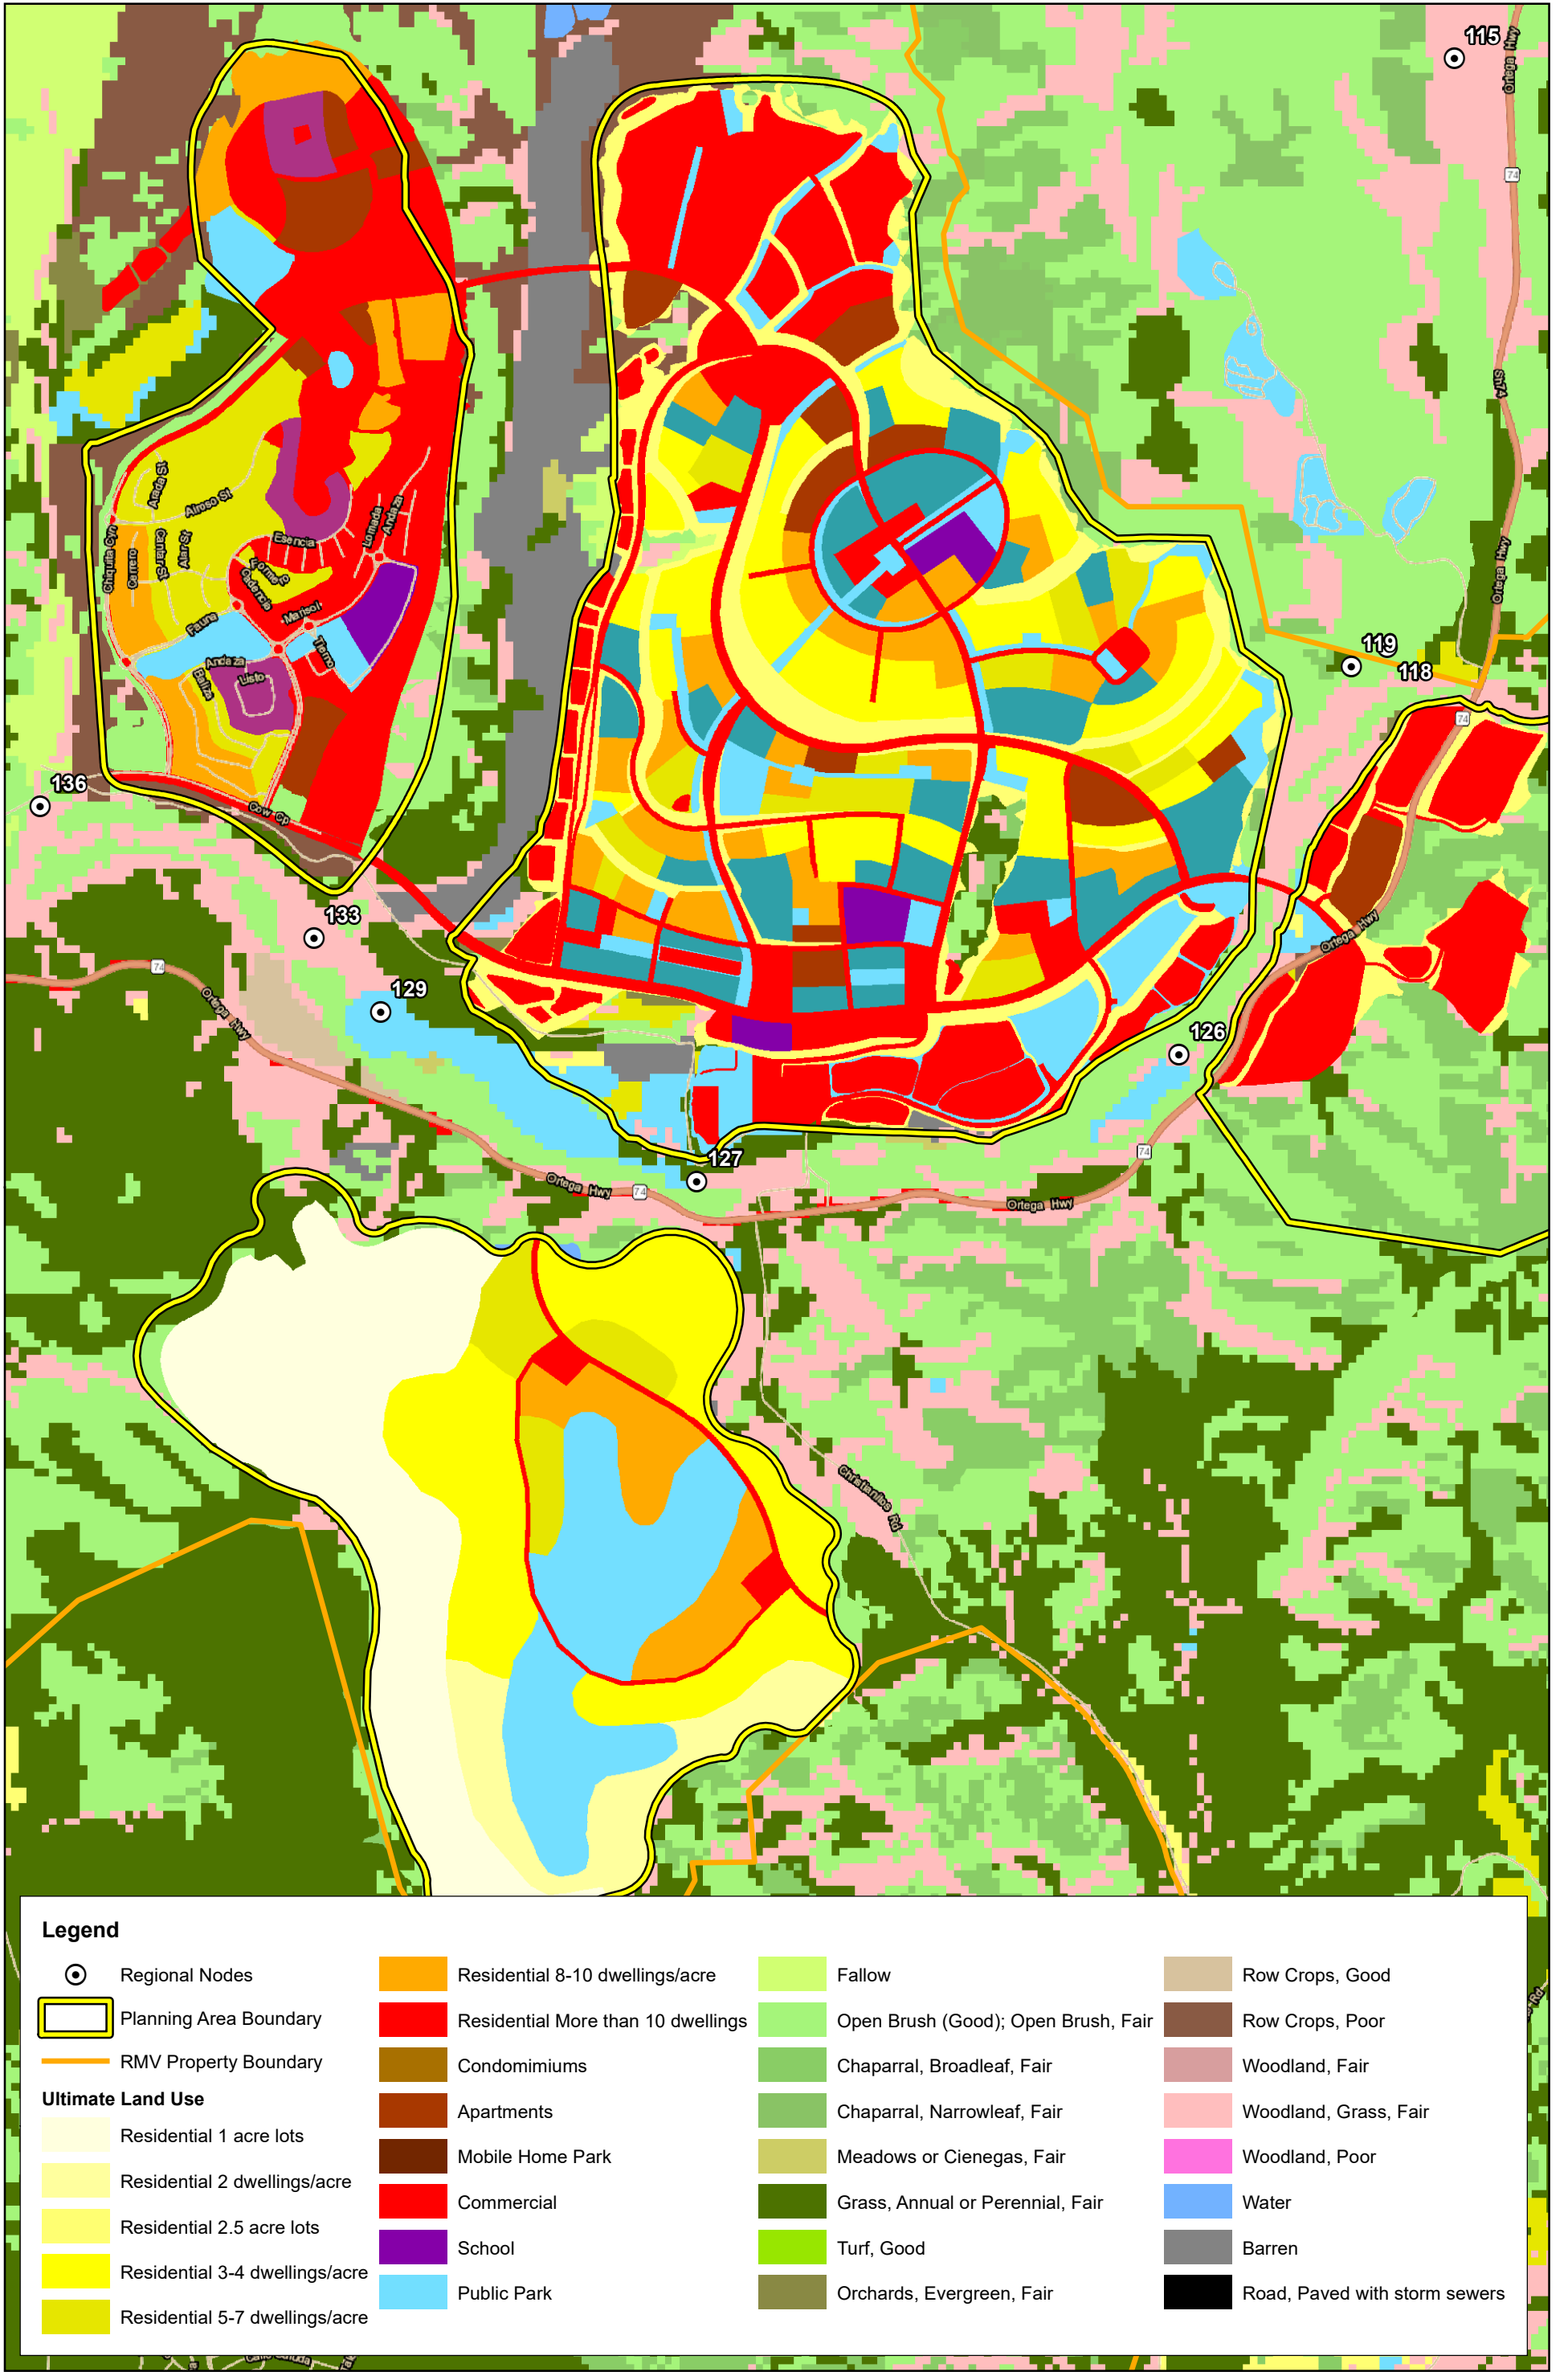 115
Ortega Hwy
74
SR74
Ortega Hwy
119
118
74
Arada St
Airoso St
Chiquita Cyn
Carrero
Cantar St
Alar St
Esencia
Lomada
Andaza
Cadencia
Marisol
Fauna
Tierno
Andaza
Listo
Baliza
136
Cow Cp
133
74
Ortega Hwy
129
Ortega Hwy
126
74
127
Ortega Hwy
74
Ortega Hwy
Christianitos Rd
Legend
Regional Nodes
Planning Area Boundary
RMV Property Boundary
Ultimate Land Use
Residential 1 acre lots
Residential 2 dwellings/acre
Residential 2.5 acre lots
Residential 3-4 dwellings/acre
Residential 5-7 dwellings/acre
Residential 8-10 dwellings/acre
Residential More than 10 dwellings
Condomimiums
Apartments
Mobile Home Park
Commercial
School
Public Park
Fallow
Open Brush (Good); Open Brush, Fair
Chaparral, Broadleaf, Fair
Chaparral, Narrowleaf, Fair
Meadows or Cienegas, Fair
Grass, Annual or Perennial, Fair
Turf, Good
Orchards, Evergreen, Fair
Row Crops, Good
Row Crops, Poor
Woodland, Fair
Woodland, Grass, Fair
Woodland, Poor
Water
Barren
Road, Paved with storm sewers
Rd